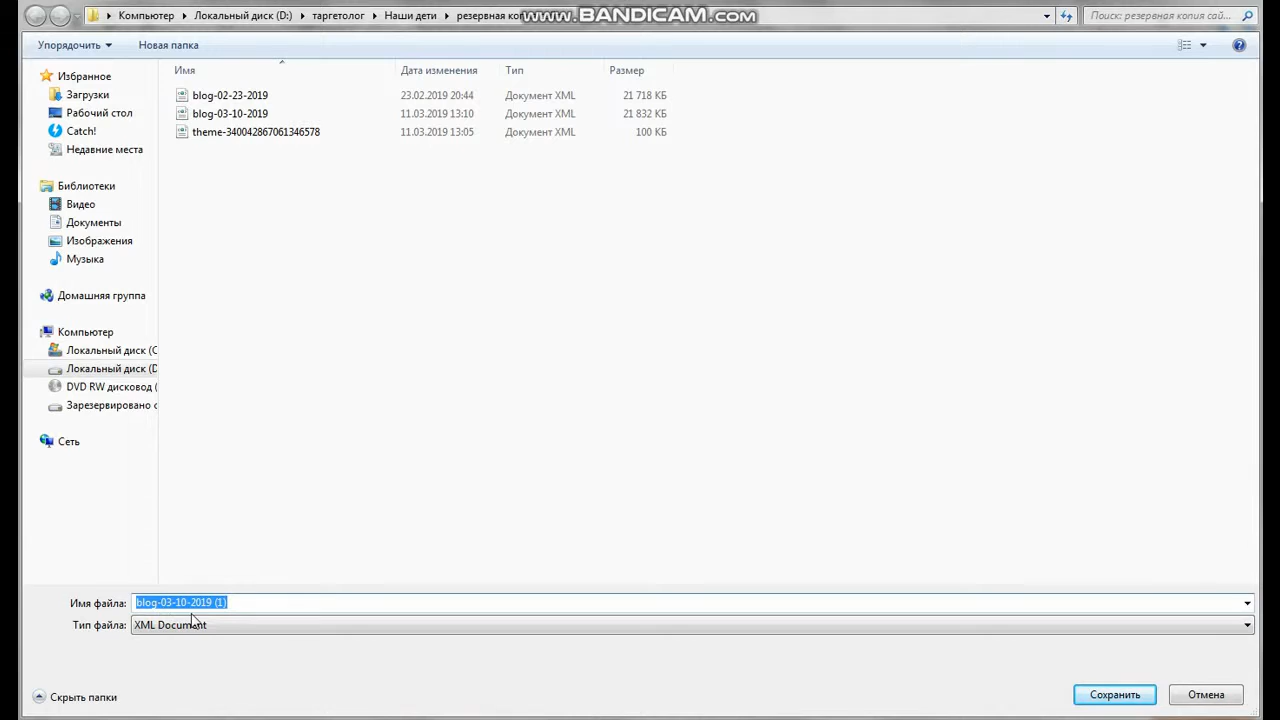 Компьютер Локальный диск (D:) таргетолог Наши дети резервная
www.BANDICAM.com
Поиск: резервная копия сай...
Упорядочить Новая папка
Имя Дата изменения Тип Размер
blog-02-23-2019 23.02.2019 20:44 Документ XML 21 718 КБ
blog-03-10-2019 11.03.2019 13:10 Документ XML 21 832 КБ
theme-340042867061346578 11.03.2019 13:05 Документ XML 100 КБ
Избранное
Загрузки
Рабочий стол
Catch!
Недавние места
Библиотеки
Видео
Документы
Изображения
Музыка
Домашняя группа
Компьютер
Локальный диск (C
Локальный диск (D
DVD RW дисковод (
Зарезервировано с
Сеть
Имя файла: blog-03-10-2019 (1)
Тип файла: XML Document
Скрыть папки
Сохранить Отмена